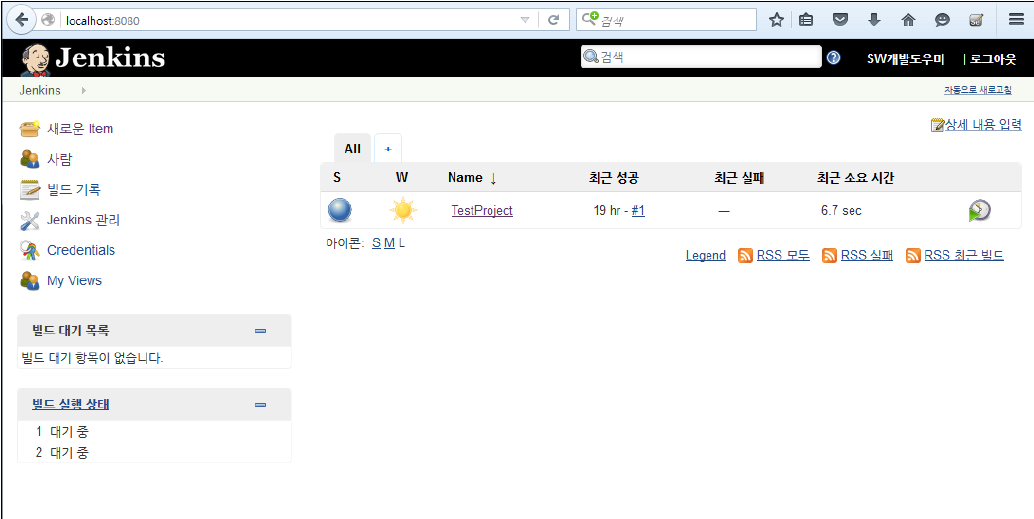 localhost:8080
검색
Jenkins
검색
SW개발도우미 | 로그아웃
Jenkins
자동으로 새로고침
상세 내용 입력
새로운 Item
사람
빌드 기록
Jenkins 관리
Credentials
My Views
빌드 대기 목록
빌드 대기 항목이 없습니다.
빌드 실행 상태
1 대기 중
2 대기 중
All +
S W Name ↓ 최근 성공 최근 실패 최근 소요 시간
TestProject 19 hr - #1 — 6.7 sec
아이콘: S M L
Legend RSS 모두 RSS 실패 RSS 최근 빌드